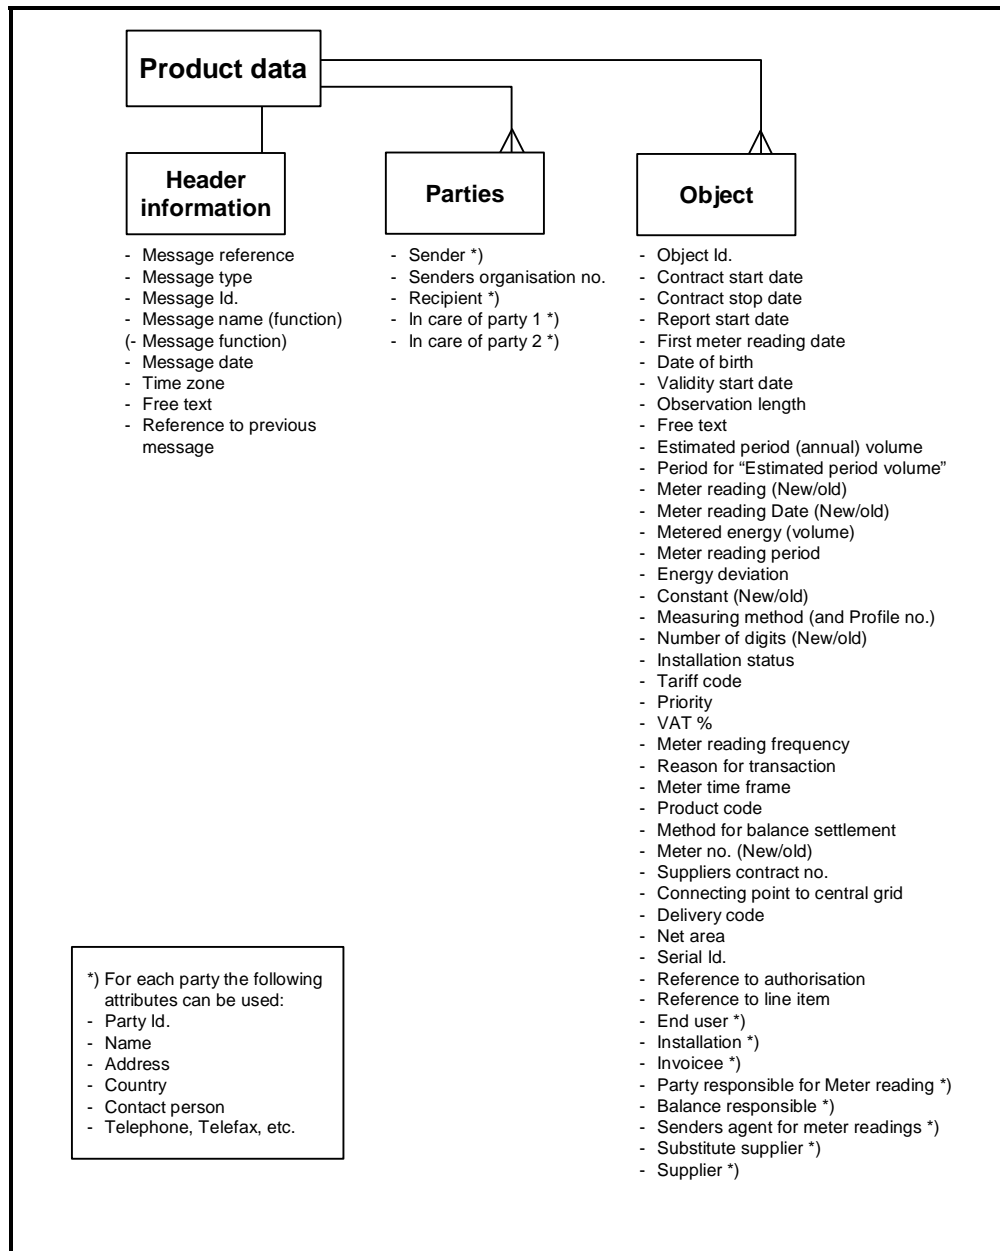 Product data
Header
information
- Message reference
- Message type
- Message Id.
- Message name (function)
(- Message function)
- Message date
- Time zone
- Free text
- Reference to previous
message
Parties
- Sender *)
- Senders organisation no.
- Recipient *)
- In care of party 1 *)
- In care of party 2 *)
Object
- Object Id.
- Contract start date
- Contract stop date
- Report start date
- First meter reading date
- Date of birth
- Validity start date
- Observation length
- Free text
- Estimated period (annual) volume
- Period for “Estimated period volume”
- Meter reading (New/old)
- Meter reading Date (New/old)
- Metered energy (volume)
- Meter reading period
- Energy deviation
- Constant (New/old)
- Measuring method (and Profile no.)
- Number of digits (New/old)
- Installation status
- Tariff code
- Priority
- VAT %
- Meter reading frequency
- Reason for transaction
- Meter time frame
- Product code
- Method for balance settlement
- Meter no. (New/old)
- Suppliers contract no.
- Connecting point to central grid
- Delivery code
- Net area
- Serial Id.
- Reference to authorisation
- Reference to line item
- End user *)
- Installation *)
- Invoicee *)
- Party responsible for Meter reading *)
- Balance responsible *)
- Senders agent for meter readings *)
- Substitute supplier *)
- Supplier *)
*) For each party the following
attributes can be used:
- Party Id.
- Name
- Address
- Country
- Contact person
- Telephone, Telefax, etc.